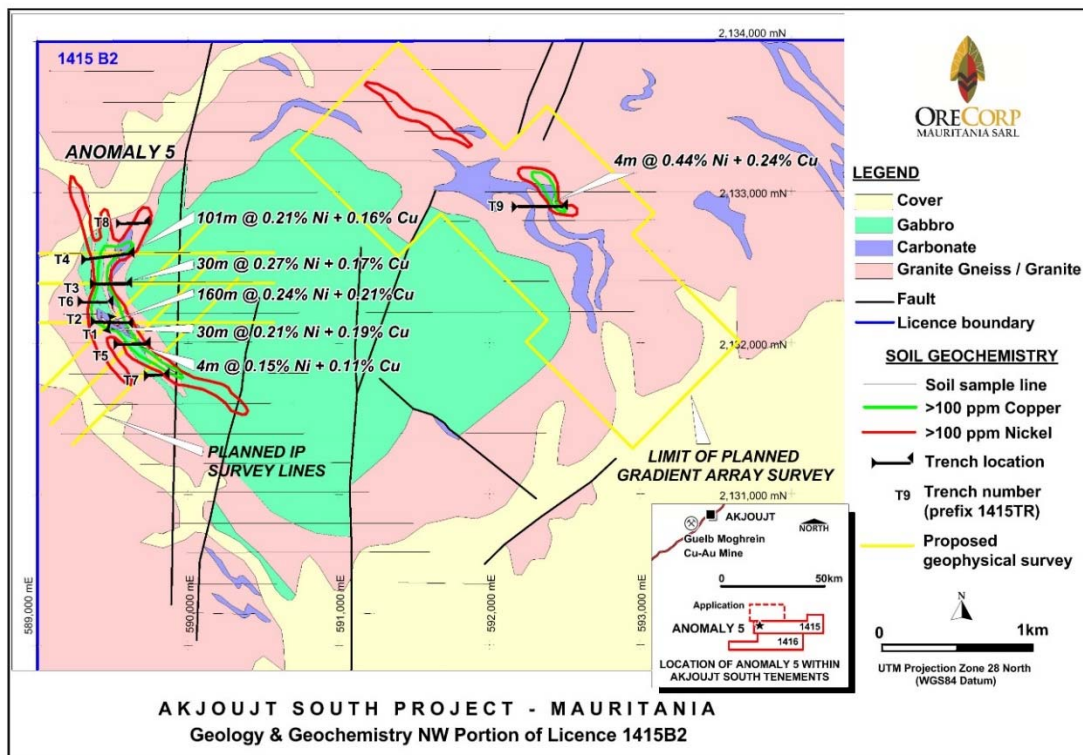 1415 B2
2,134,000 mN
ANOMALY 5
4m @ 0.44% Ni + 0.24% Cu
2,133,000 mN
T9
T8
101m @ 0.21% Ni + 0.16% Cu
T4
30m @ 0.27% Ni + 0.17% Cu
T3
T6
160m @ 0.24% Ni + 0.21%Cu
T2
T1
30m @ 0.21% Ni + 0.19% Cu
T5
2,132,000 mN
4m @ 0.15% Ni + 0.11% Cu
T7
PLANNED IP
SURVEY LINES
LIMIT OF PLANNED
GRADIENT ARRAY SURVEY
2,131,000 mN
589,000 mE
590,000 mE
591,000 mE
592,000 mE
593,000 mE
AKJOUJT
Guelb Moghrein
Cu-Au Mine
NORTH
0 50km
Application
ANOMALY 5
1415
1416
LOCATION OF ANOMALY 5 WITHIN
AKJOUJT SOUTH TENEMENTS
ORECORP
MAURITANIA SARL
LEGEND
Cover
Gabbro
Carbonate
Granite Gneiss / Granite
Fault
Licence boundary
SOIL GEOCHEMISTRY
Soil sample line
>100 ppm Copper
>100 ppm Nickel
Trench location
T9 Trench number
(prefix 1415TR)
Proposed
geophysical survey
N
0 1km
UTM Projection Zone 28 North
(WGS84 Datum)
AKJOUJT SOUTH PROJECT - MAURITANIA
Geology & Geochemistry NW Portion of Licence 1415B2